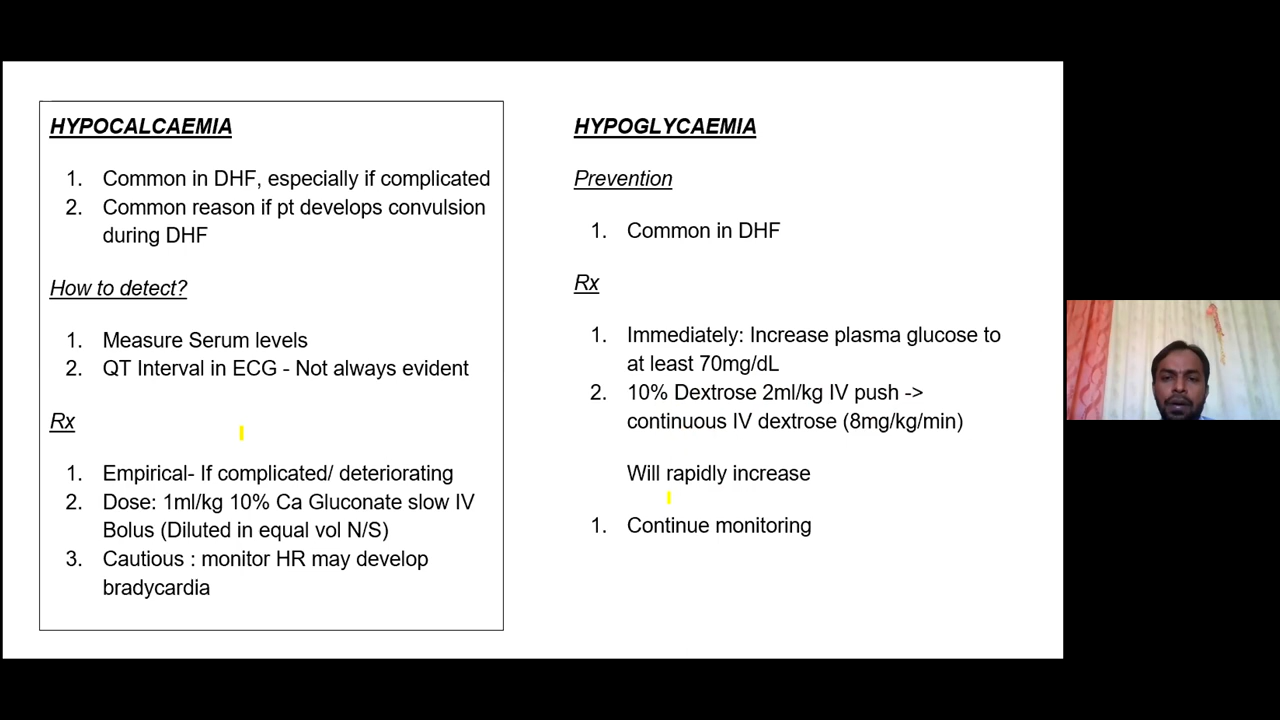 HYPOCALCAEMIA
1. Common in DHF, especially if complicated
2. Common reason if pt develops convulsion
during DHF
How to detect?
1. Measure Serum levels
2. QT Interval in ECG - Not always evident
Rx
1. Empirical- If complicated/ deteriorating
2. Dose: 1ml/kg 10% Ca Gluconate slow IV
Bolus (Diluted in equal vol N/S)
3. Cautious : monitor HR may develop
bradycardia
HYPOGLYCAEMIA
Prevention
1. Common in DHF
Rx
1. Immediately: Increase plasma glucose to
at least 70mg/dL
2. 10% Dextrose 2ml/kg IV push ->
continuous IV dextrose (8mg/kg/min)
Will rapidly increase
1. Continue monitoring